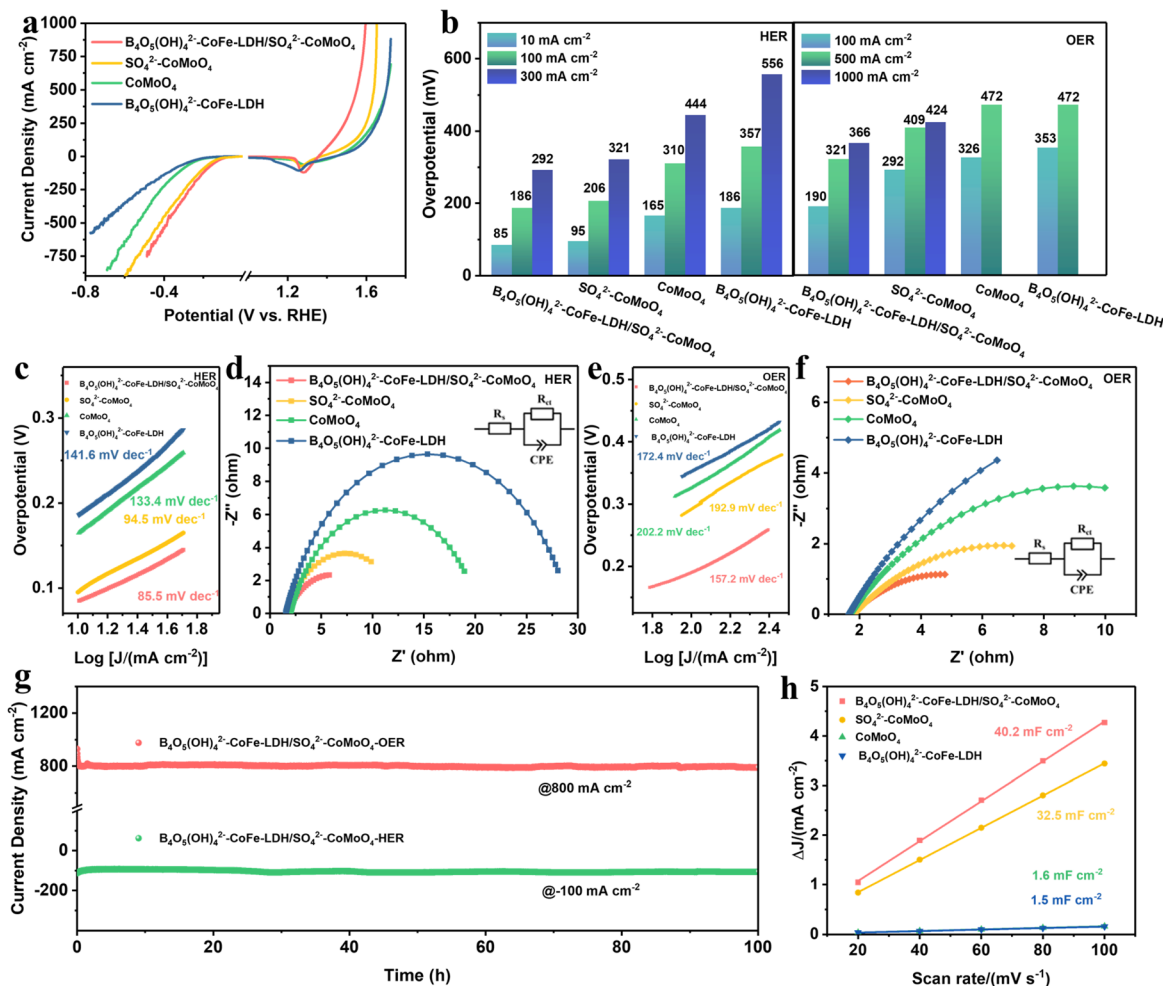 a
1000
750
500
250
0
-250
-500
-750
Current Density (mA cm⁻²)
B₄O₅(OH)₄²⁻-CoFe-LDH/SO₄²⁻-CoMoO₄
SO₄²⁻-CoMoO₄
CoMoO₄
B₄O₅(OH)₄²⁻-CoFe-LDH
-0.8 -0.4 1.2 1.6
Potential (V vs. RHE)
b
Overpotential (mV)
600
400
200
0
10 mA cm⁻²
100 mA cm⁻²
300 mA cm⁻²
HER
85 186 292
95 206 321
165 310 444
186 357 556
B₄O₅(OH)₄²⁻-CoFe-LDH/SO₄²⁻-CoMoO₄
SO₄²⁻-CoMoO₄
CoMoO₄
B₄O₅(OH)₄²⁻-CoFe-LDH
100 mA cm⁻²
500 mA cm⁻²
1000 mA cm⁻²
OER
190 321 366
292 409 424
326 472
353 472
B₄O₅(OH)₄²⁻-CoFe-LDH/SO₄²⁻-CoMoO₄
SO₄²⁻-CoMoO₄
CoMoO₄
B₄O₅(OH)₄²⁻-CoFe-LDH
c
HER
B₄O₅(OH)₄²⁻-CoFe-LDH/SO₄²⁻-CoMoO₄
SO₄²⁻-CoMoO₄
CoMoO₄
B₄O₅(OH)₄²⁻-CoFe-LDH
Overpotential (V)
0.3
0.2
0.1
141.6 mV dec⁻¹
133.4 mV dec⁻¹
94.5 mV dec⁻¹
85.5 mV dec⁻¹
1.0 1.2 1.4 1.6 1.8
Log [J/(mA cm⁻²)]
d
HER
B₄O₅(OH)₄²⁻-CoFe-LDH/SO₄²⁻-CoMoO₄
SO₄²⁻-CoMoO₄
CoMoO₄
B₄O₅(OH)₄²⁻-CoFe-LDH
Rs
Rct
CPE
-Z'' (ohm)
14
12
10
8
6
4
2
0
0 5 10 15 20 25 30
Z' (ohm)
e
OER
B₄O₅(OH)₄²⁻-CoFe-LDH/SO₄²⁻-CoMoO₄
SO₄²⁻-CoMoO₄
CoMoO₄
B₄O₅(OH)₄²⁻-CoFe-LDH
Overpotential (V)
0.5
0.4
0.3
0.2
172.4 mV dec⁻¹
192.9 mV dec⁻¹
202.2 mV dec⁻¹
157.2 mV dec⁻¹
1.8 2.0 2.2 2.4
Log [J/(mA cm⁻²)]
f
OER
B₄O₅(OH)₄²⁻-CoFe-LDH/SO₄²⁻-CoMoO₄
SO₄²⁻-CoMoO₄
CoMoO₄
B₄O₅(OH)₄²⁻-CoFe-LDH
Rs
Rct
CPE
-Z'' (ohm)
6
4
2
0
2 4 6 8 10
Z' (ohm)
g
Current Density (mA cm⁻²)
1200
800
0
-200
B₄O₅(OH)₄²⁻-CoFe-LDH/SO₄²⁻-CoMoO₄-OER
@800 mA cm⁻²
B₄O₅(OH)₄²⁻-CoFe-LDH/SO₄²⁻-CoMoO₄-HER
@-100 mA cm⁻²
0 20 40 60 80 100
Time (h)
h
B₄O₅(OH)₄²⁻-CoFe-LDH/SO₄²⁻-CoMoO₄
SO₄²⁻-CoMoO₄
CoMoO₄
B₄O₅(OH)₄²⁻-CoFe-LDH
ΔJ/(mA cm⁻²)
5
4
3
2
1
0
40.2 mF cm⁻²
32.5 mF cm⁻²
1.6 mF cm⁻²
1.5 mF cm⁻²
20 40 60 80 100
Scan rate/(mV s⁻¹)